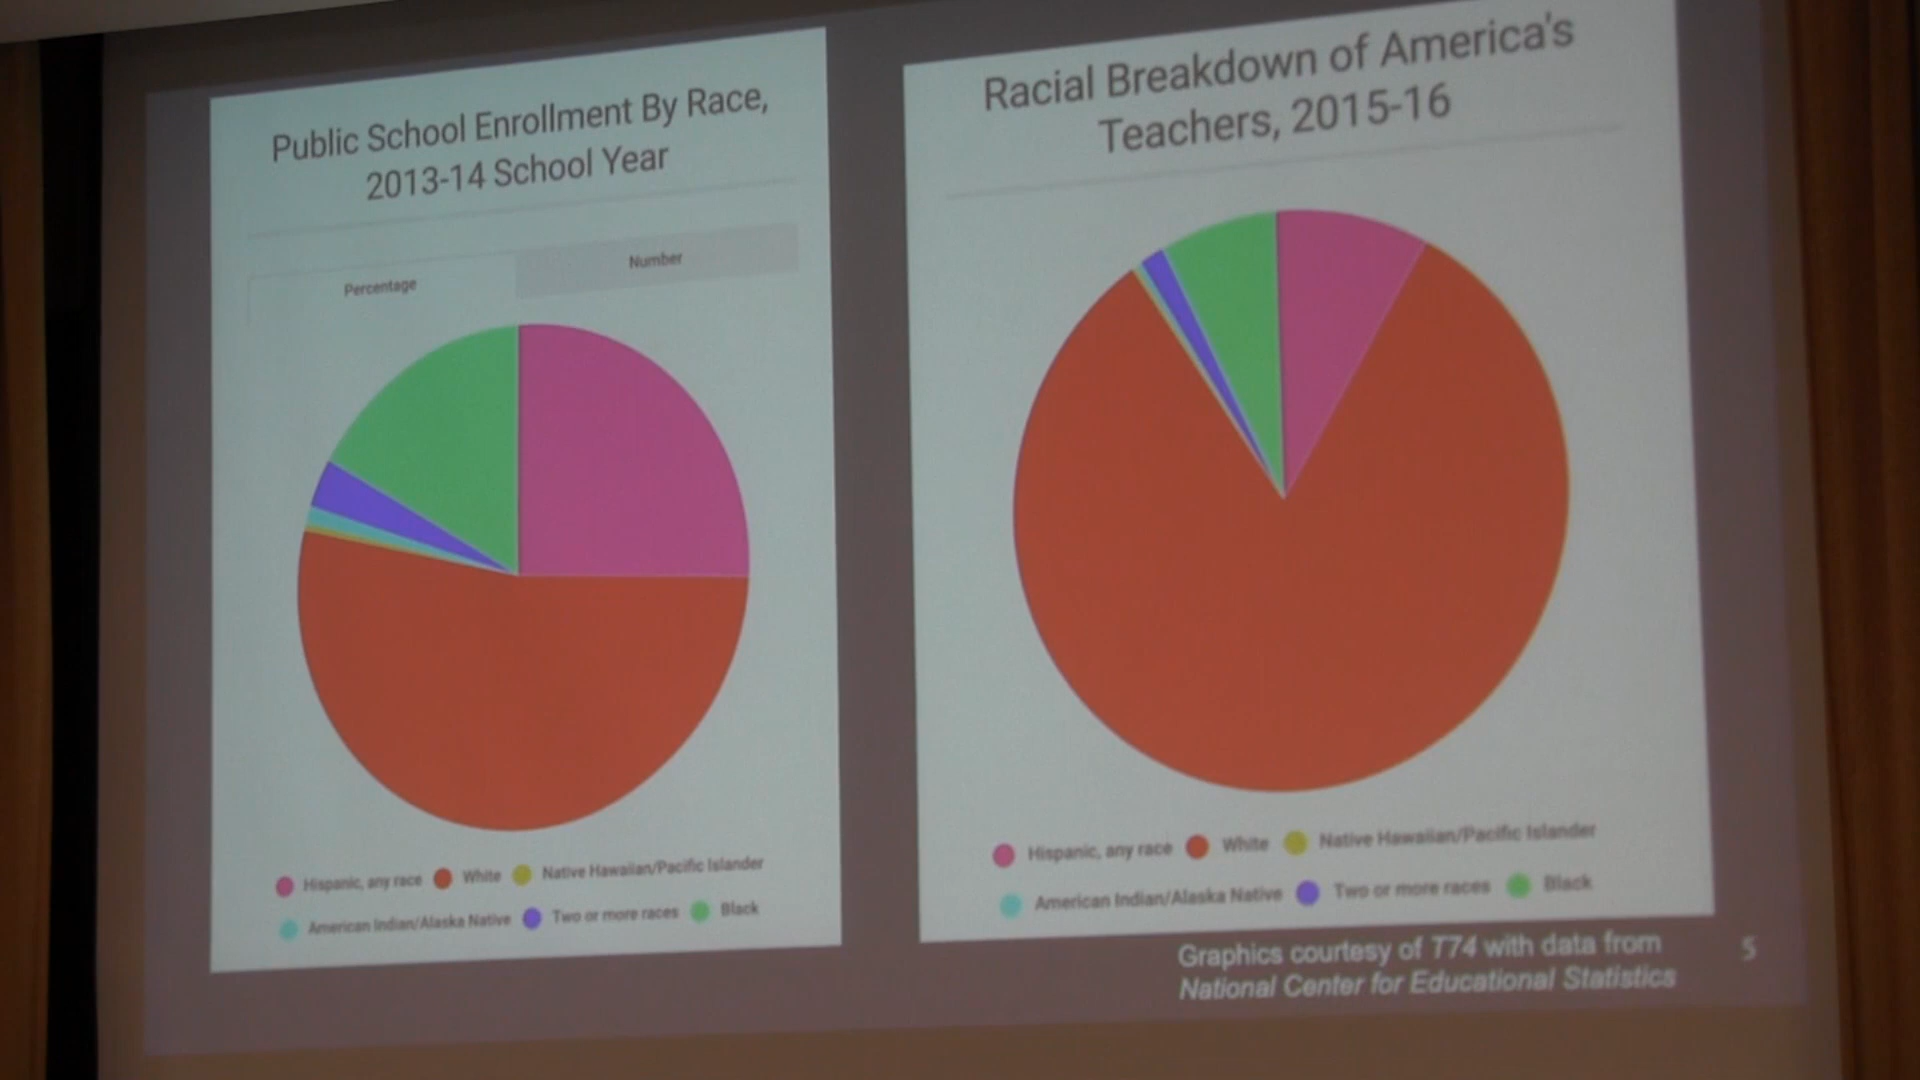 Public School Enrollment By Race,
2013-14 School Year
Percentage
Number
Hispanic, any race
White
Native Hawaiian/Pacific Islander
American Indian/Alaska Native
Two or more races
Black
Racial Breakdown of America's
Teachers, 2015-16
Hispanic, any race
White
Native Hawaiian/Pacific Islander
American Indian/Alaska Native
Two or more races
Black
Graphics courtesy of T74 with data from
National Center for Educational Statistics
5